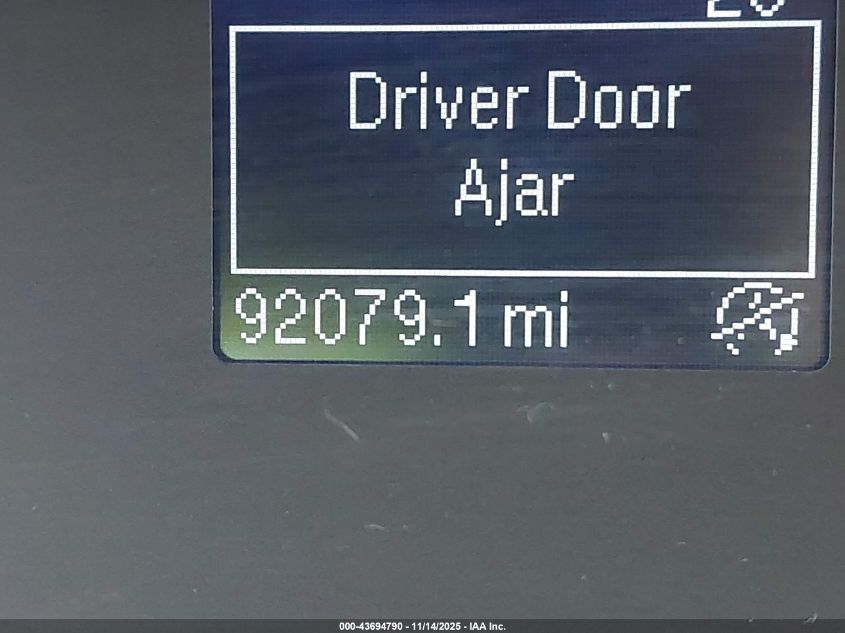 Driver Door
Ajar
92079.1 mi
000-43694790 - 11/14/2025 - IAA Inc.